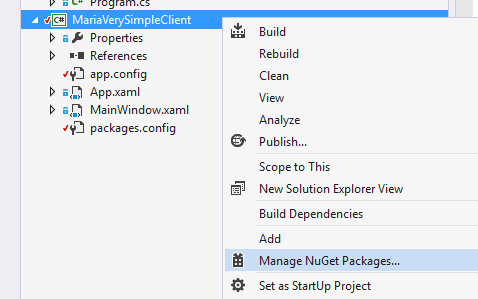 Program.cs
C# MariaVerySimpleClient
Properties
References
app.config
App.xaml
MainWindow.xaml
packages.config
Build
Rebuild
Clean
View
Analyze
Publish...
Scope to This
New Solution Explorer View
Build Dependencies
Add
Manage NuGet Packages...
Set as StartUp Project